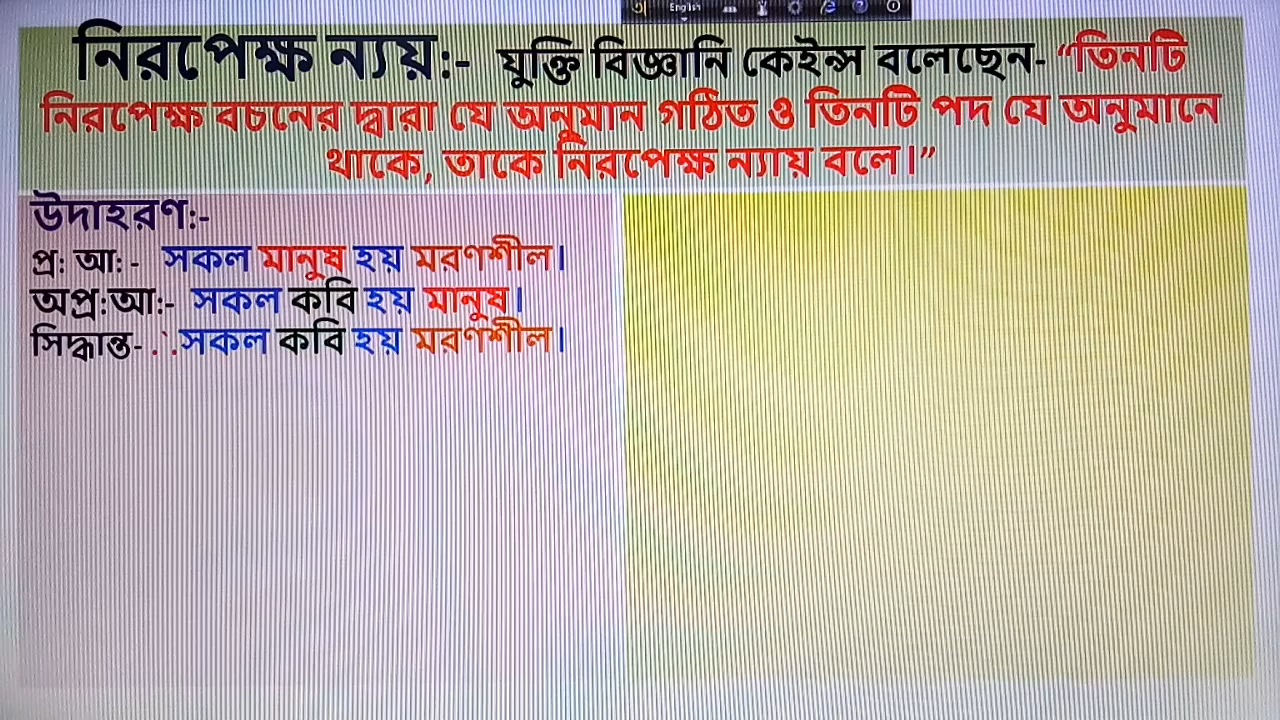 English
নিরপেক্ষ ন্যয়:- যুক্তি বিজ্ঞানি কেইন্স বলেছেন- “তিনটি
নিরপেক্ষ বচনের দ্বারা যে অনুমান গঠিত ও তিনটি পদ যে অনুমানে
থাকে, তাকে নিরপেক্ষ ন্যায় বলে।”
উদাহরণ:-
প্র: আ: - সকল মানুষ হয় মরণশীল।
অপ্র:আ:- সকল কবি হয় মানুষ।
সিদ্ধান্ত- ∴সকল কবি হয় মরণশীল।